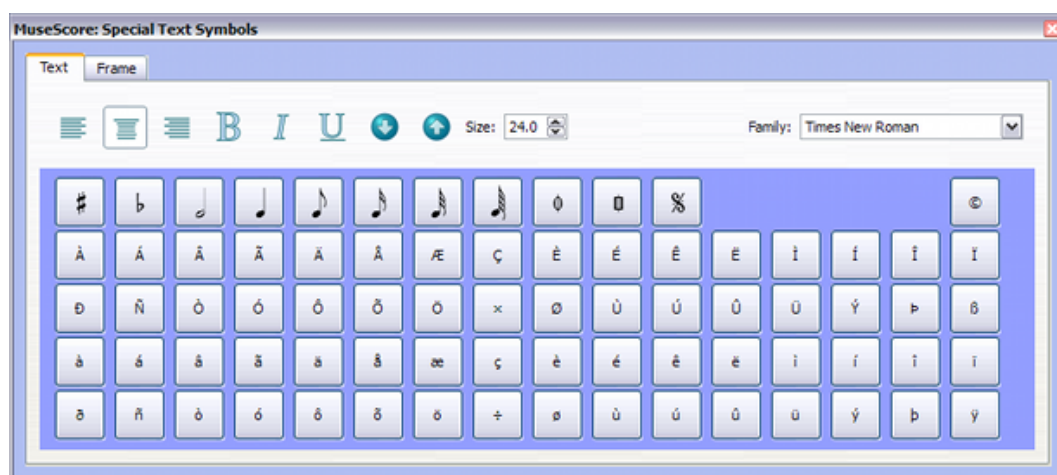 MuseScore: Special Text Symbols
Text Frame
B I U Size: 24.0 Family: Times New Roman
♯ ♭ 𝅗𝅥 ♩ ♪ 𝅘𝅥𝅯 𝅘𝅥𝅰 𝅘𝅥𝅱 𝄌 𝄋 ©
À Á Â Ã Ä Å Æ Ç È É Ê Ë Ì Í Î Ï
Ð Ñ Ò Ó Ô Õ Ö × Ø Ù Ú Û Ü Ý Þ ß
à á â ã ä å æ ç è é ê ë ì í î ï
ð ñ ò ó ô õ ö ÷ ø ù ú û ü ý þ ÿ